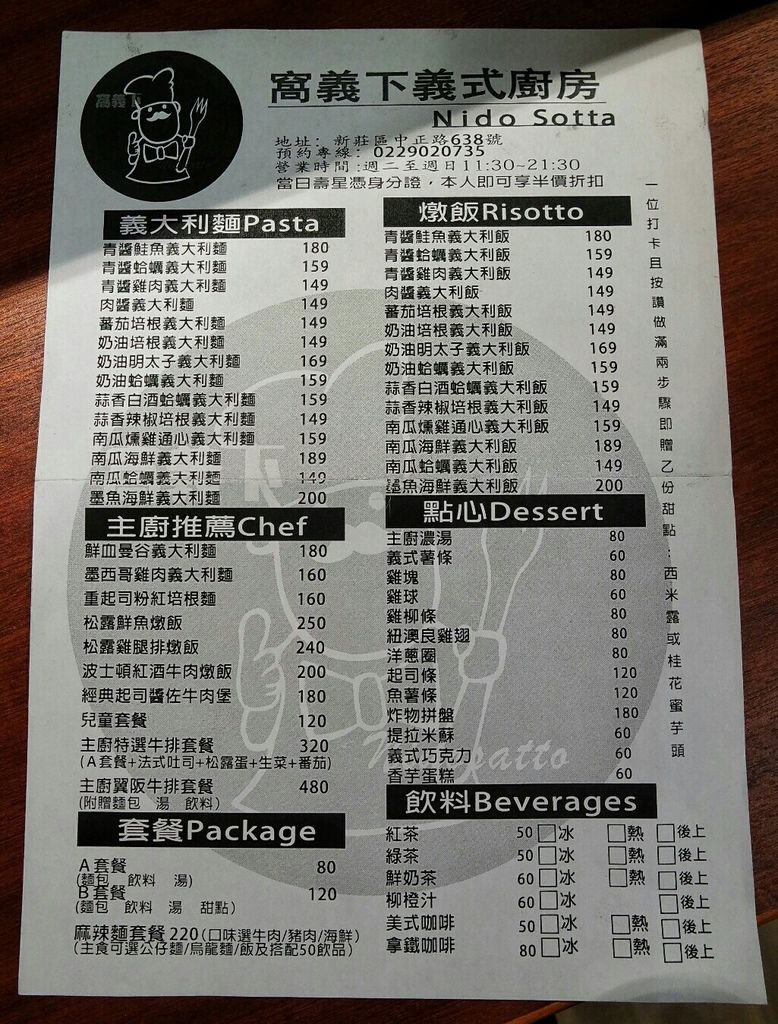 窩義下
窩義下義式廚房
Nido Sotta
地址: 新莊區中正路638號
預約專線: 0229020735
營業時間:週二至週日11:30~21:30
當日壽星憑身分證，本人即可享半價折扣
一位打卡且按讚做滿兩步驟即贈乙份甜點:西米露或桂花蜜芋頭
義大利麵Pasta
青醬鮭魚義大利麵 180
青醬蛤蠣義大利麵 159
青醬雞肉義大利麵 149
肉醬義大利麵 149
蕃茄培根義大利麵 149
奶油培根義大利麵 149
奶油明太子義大利麵 169
奶油蛤蠣義大利麵 159
蒜香白酒蛤蠣義大利麵 159
蒜香辣椒培根義大利麵 149
南瓜燻雞通心義大利麵 159
南瓜海鮮義大利麵 189
南瓜蛤蠣義大利麵 149
墨魚海鮮義大利麵 200
主廚推薦Chef
鮮血曼谷義大利麵 180
墨西哥雞肉義大利麵 160
重起司粉紅培根麵 160
松露鮮魚燉飯 250
松露雞腿排燉飯 240
波士頓紅酒牛肉燉飯 200
經典起司醬佐牛肉堡 180
兒童套餐 120
主廚特選牛排套餐 320
(A套餐+法式吐司+松露蛋+生菜+番茄)
主廚翼阪牛排套餐 480
(附贈麵包 湯 飲料)
套餐Package
A套餐 80
(麵包 飲料 湯)
B套餐 120
(麵包 飲料 湯 甜點)
麻辣麵套餐 220(口味選牛肉/豬肉/海鮮)
(主食可選公仔麵/烏龍麵/飯及搭配50飲品)
燉飯Risotto
青醬鮭魚義大利飯 180
青醬蛤蠣義大利飯 159
青醬雞肉義大利飯 149
肉醬義大利飯 149
蕃茄培根義大利飯 149
奶油培根義大利飯 149
奶油明太子義大利飯 169
奶油蛤蠣義大利飯 159
蒜香白酒蛤蠣義大利飯 159
蒜香辣椒培根義大利飯 149
南瓜燻雞通心義大利飯 159
南瓜海鮮義大利飯 189
南瓜蛤蠣義大利飯 149
墨魚海鮮義大利飯 200
點心Dessert
主廚濃湯 80
義式薯條 60
雞塊 80
雞球 60
雞柳條 80
紐澳良雞翅 80
洋蔥圈 80
起司條 120
魚薯條 120
炸物拼盤 180
提拉米蘇 60
義式巧克力 60
香芋蛋糕 60
飲料Beverages
紅茶 50 □冰 □熱 □後上
綠茶 50 □冰 □熱 □後上
鮮奶茶 60 □冰 □熱 □後上
柳橙汁 60 □冰 □後上
美式咖啡 50 □冰 □熱 □後上
拿鐵咖啡 80 □冰 □熱 □後上